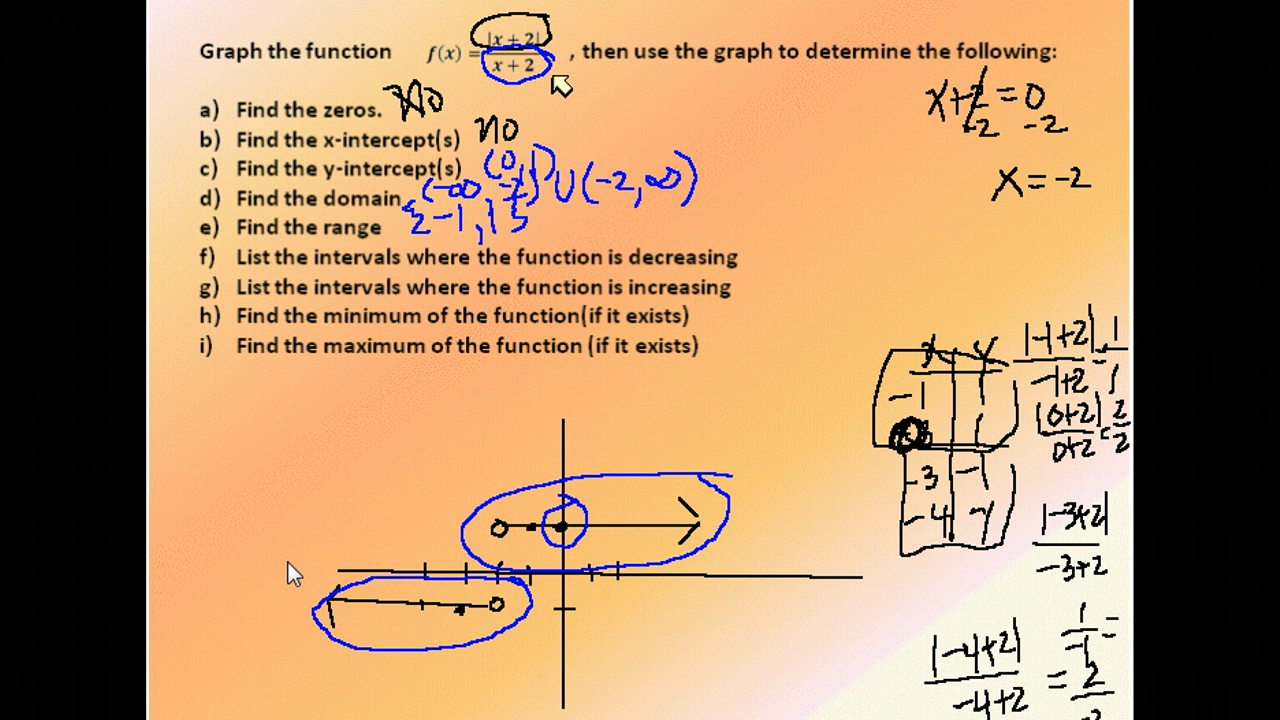 Graph the function f(x) = |x + 2| / x + 2 , then use the graph to determine the following:
a) Find the zeros. No
b) Find the x-intercept(s) no
c) Find the y-intercept(s) (0,1)
d) Find the domain (-∞, -2) ∪ (-2, ∞)
e) Find the range {-1, 1}
f) List the intervals where the function is decreasing
g) List the intervals where the function is increasing
h) Find the minimum of the function(if it exists)
i) Find the maximum of the function (if it exists)
x+2 = 0
-2 -2
x = -2
x y
-1 1
-3 -1
-4 -1
|-1+2| / -1+2 = 1/1
|0+2| / 0+2 = 2/2
|-3+2| / -3+2
1/-1 =
|-4+2| / -4+2 = 2/-2